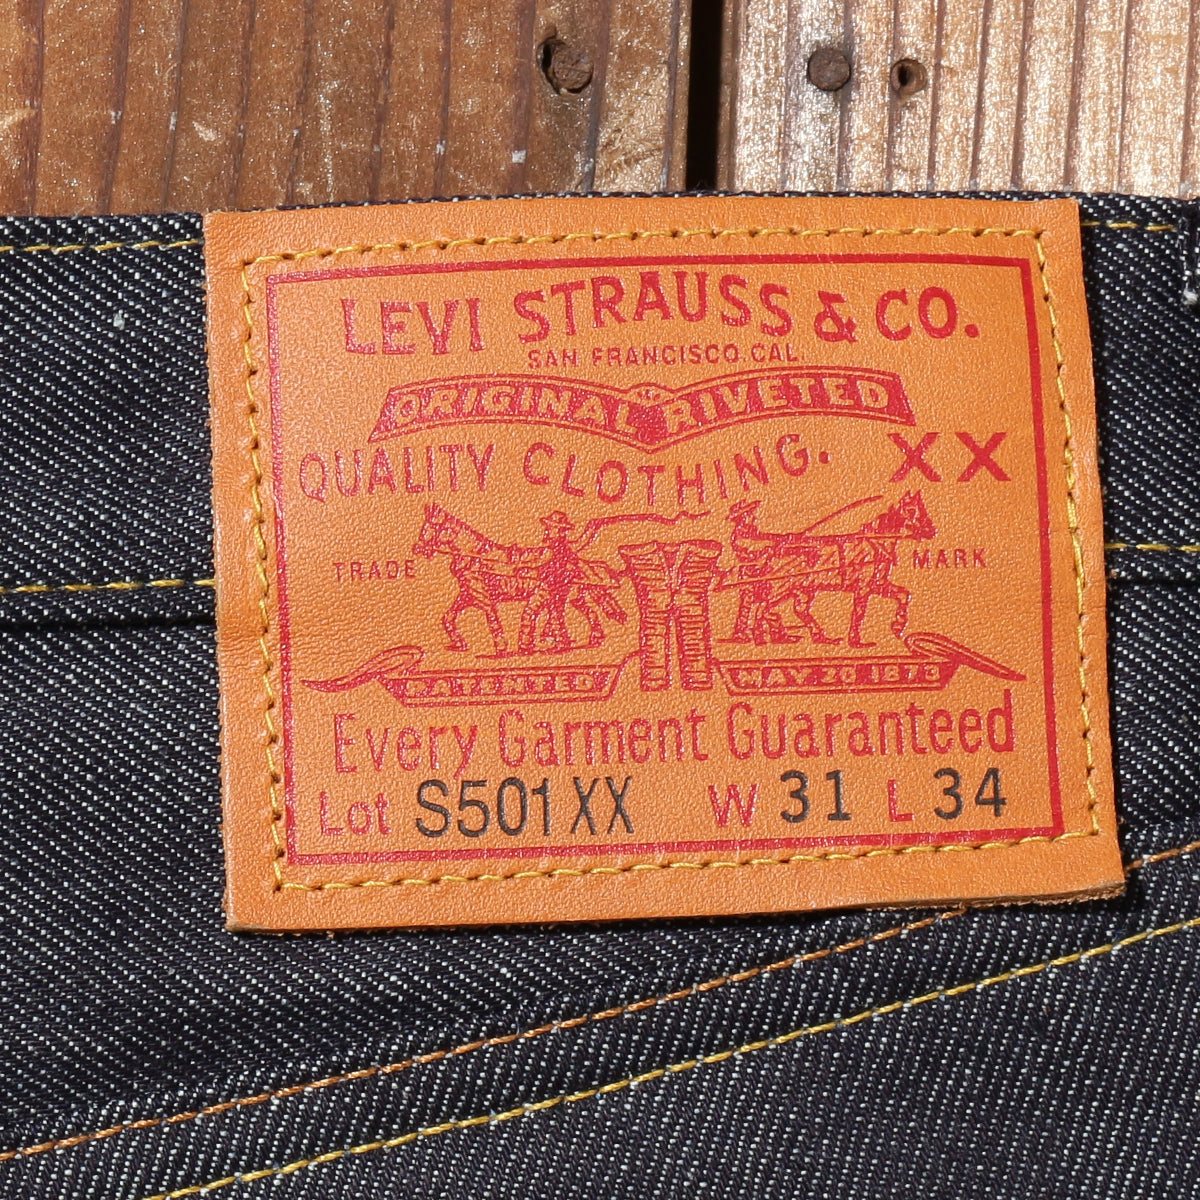 LEVI STRAUSS & CO.
SAN FRANCISCO. CAL.
ORIGINAL RIVETED
QUALITY CLOTHING. XX
TRADE MARK
PATENTED MAY 20 1873
Every Garment Guaranteed
Lot S501XX W 31 L 34